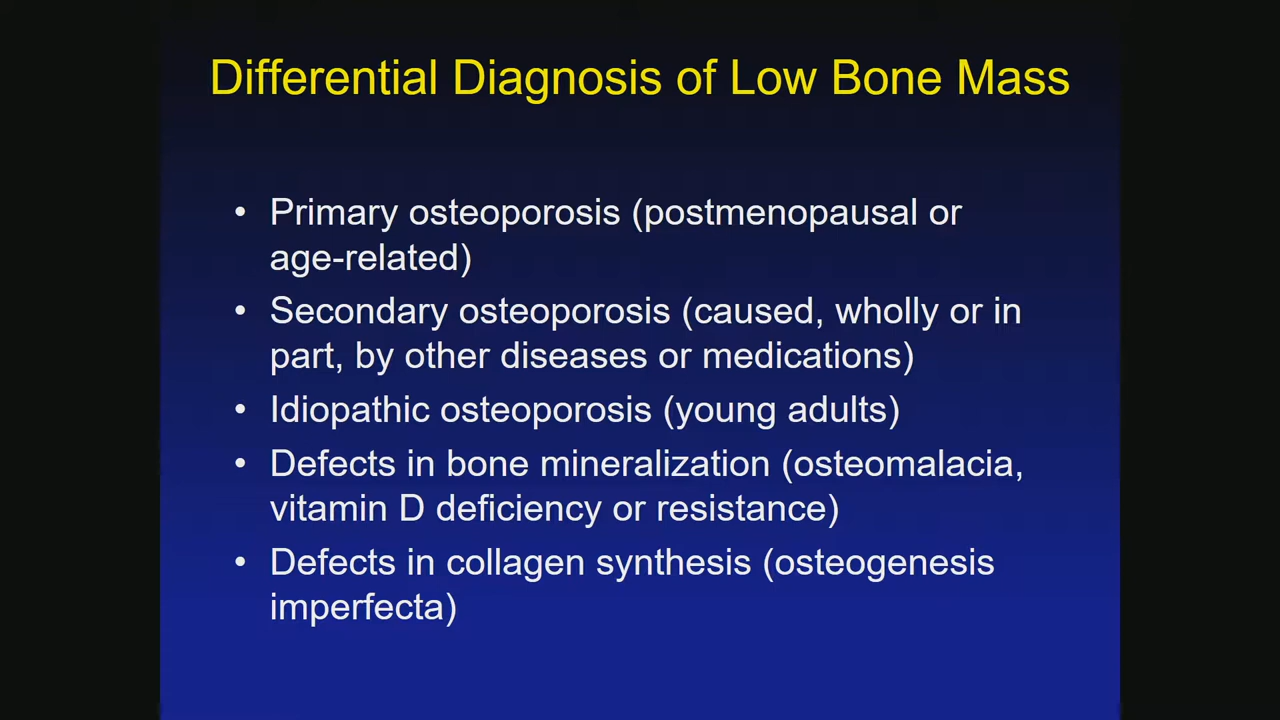 Differential Diagnosis of Low Bone Mass
• Primary osteoporosis (postmenopausal or
age-related)
• Secondary osteoporosis (caused, wholly or in
part, by other diseases or medications)
• Idiopathic osteoporosis (young adults)
• Defects in bone mineralization (osteomalacia,
vitamin D deficiency or resistance)
• Defects in collagen synthesis (osteogenesis
imperfecta)